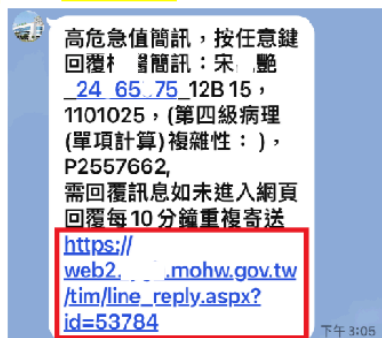 高危急值簡訊，按任意鍵
回覆 簡訊：宋 艷
_24 65 75_12B 15，
1101025，(第四級病理
(單項計算)複雜性：)，
P2557662,
需回覆訊息如未進入網頁
回覆每10分鐘重複寄送
https://
web2. .mohw.gov.tw
/tim/line_reply.aspx?
id=53784
下午3:05